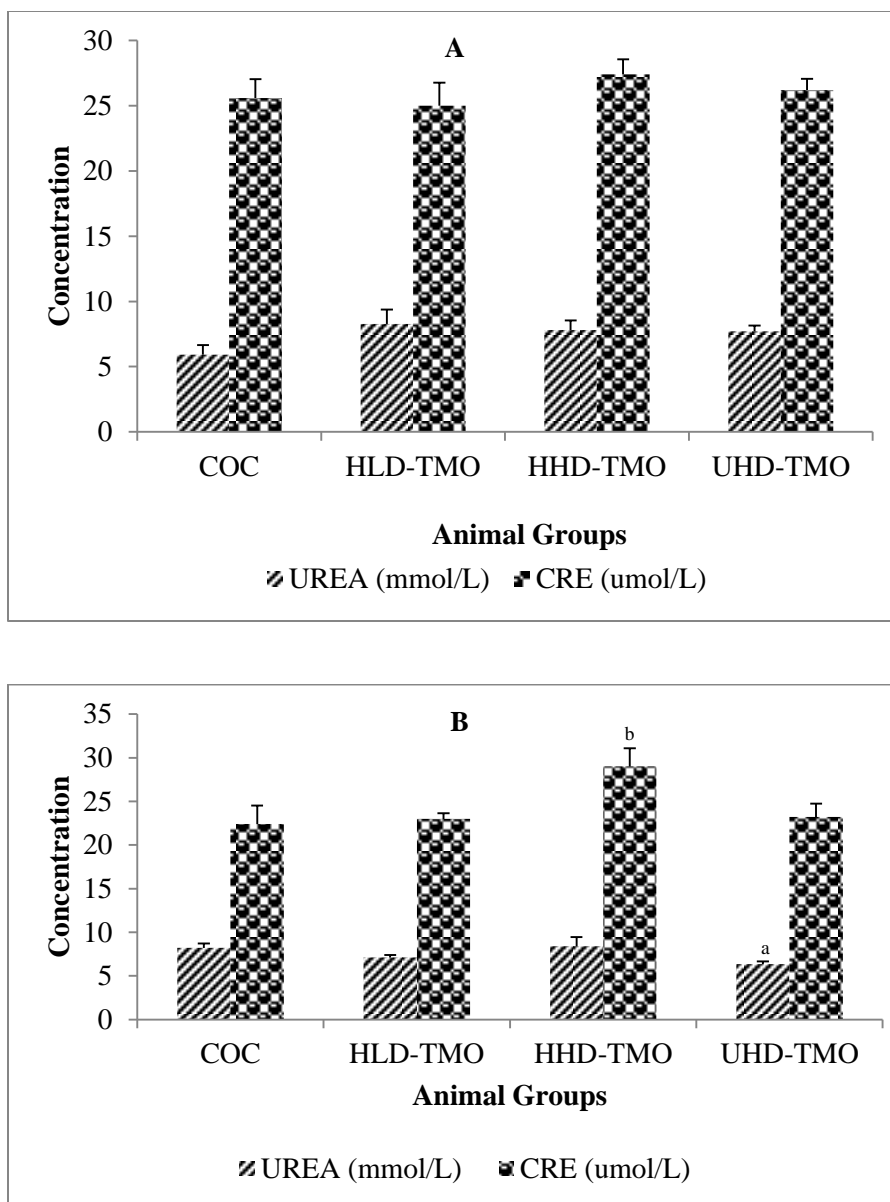 A
30
25
20
15
10
5
0
Concentration
COC HLD-TMO HHD-TMO UHD-TMO
Animal Groups
UREA (mmol/L) CRE (umol/L)
B
35
30
25
20
15
10
5
0
Concentration
b
a
COC HLD-TMO HHD-TMO UHD-TMO
Animal Groups
UREA (mmol/L) CRE (umol/L)